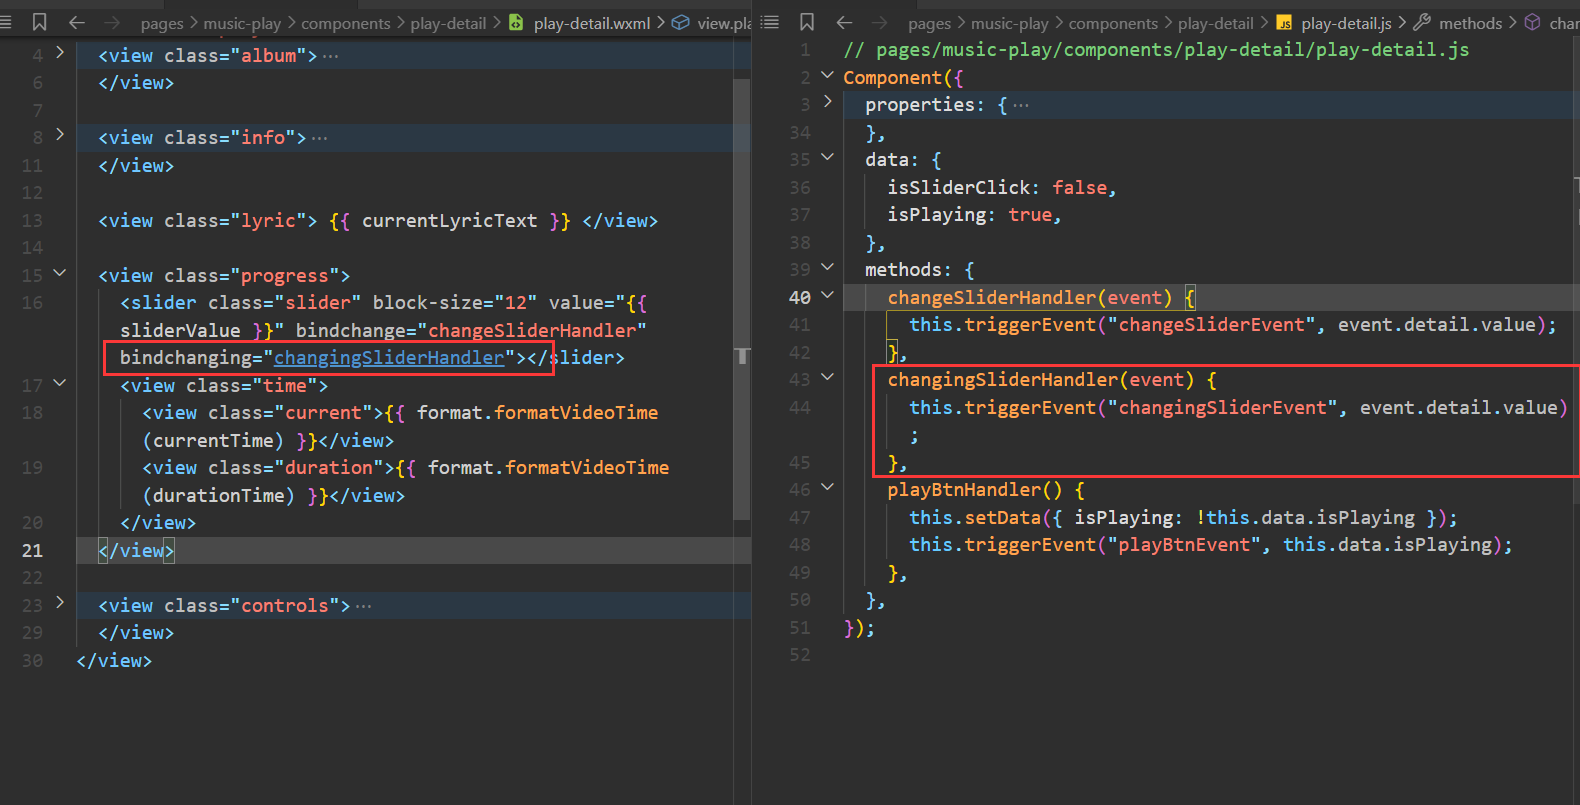 pages > music-play > components > play-detail > play-detail.wxml > view.pla
4 <view class="album">···
6 </view>
7
8 <view class="info">···
11 </view>
12
13 <view class="lyric"> {{ currentLyricText }} </view>
14
15 <view class="progress">
16 <slider class="slider" block-size="12" value="{{
sliderValue }}" bindchange="changeSliderHandler"
bindchanging="changingSliderHandler"></slider>
17 <view class="time">
18 <view class="current">{{ format.formatVideoTime
(currentTime) }}</view>
19 <view class="duration">{{ format.formatVideoTime
(durationTime) }}</view>
20 </view>
21 </view>
22
23 <view class="controls">···
29 </view>
30 </view>
pages > music-play > components > play-detail > JS play-detail.js > methods > chan
1 // pages/music-play/components/play-detail/play-detail.js
2 Component({
3 properties: {···
34 },
35 data: {
36 isSliderClick: false,
37 isPlaying: true,
38 },
39 methods: {
40 changeSliderHandler(event) {
41 this.triggerEvent("changeSliderEvent", event.detail.value);
42 },
43 changingSliderHandler(event) {
44 this.triggerEvent("changingSliderEvent", event.detail.value)
;
45 },
46 playBtnHandler() {
47 this.setData({ isPlaying: !this.data.isPlaying });
48 this.triggerEvent("playBtnEvent", this.data.isPlaying);
49 },
50 },
51 });
52